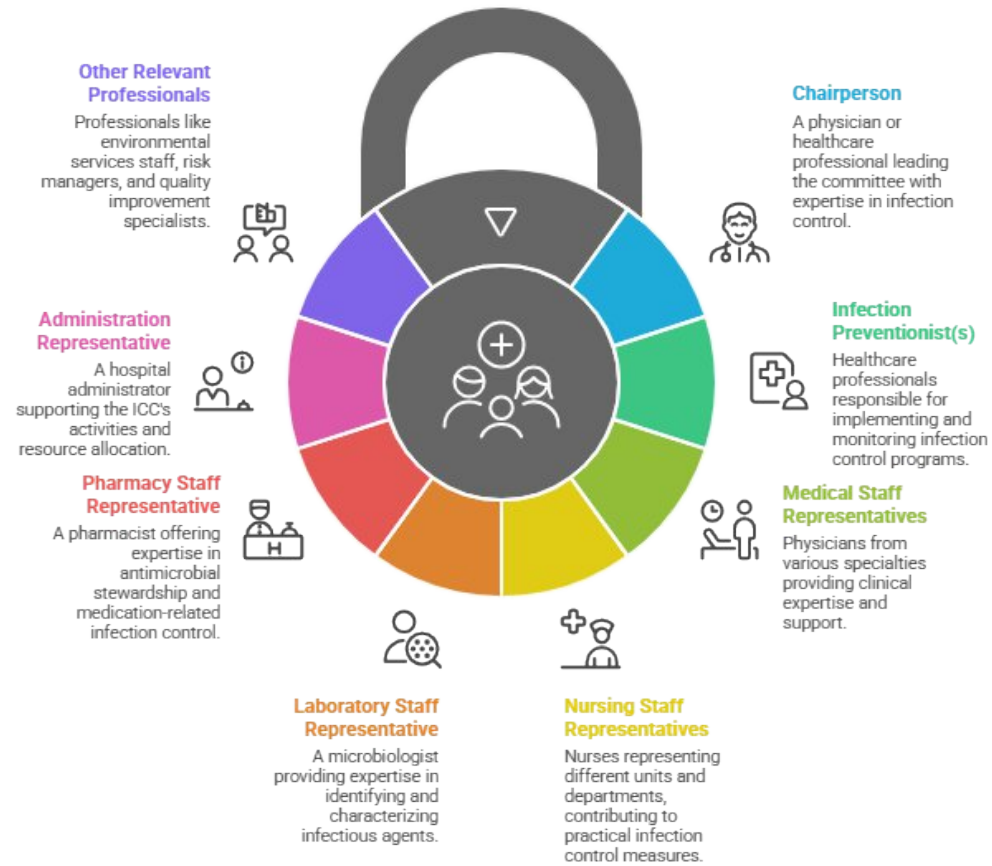 Other Relevant
Professionals
Professionals like
environmental
services staff, risk
managers, and quality
improvement
specialists.
Chairperson
A physician or
healthcare
professional leading
the committee with
expertise in infection
control.
Administration
Representative
A hospital
administrator
supporting the ICC's
activities and
resource allocation.
Infection
Preventionist(s)
Healthcare
professionals
responsible for
implementing and
monitoring infection
control programs.
Pharmacy Staff
Representative
A pharmacist offering
expertise in
antimicrobial
stewardship and
medication-related
infection control.
H
Medical Staff
Representatives
Physicians from
various specialties
providing clinical
expertise and
support.
Laboratory Staff
Representative
A microbiologist
providing expertise in
identifying and
characterizing
infectious agents.
Nursing Staff
Representatives
Nurses representing
different units and
departments,
contributing to
practical infection
control measures.